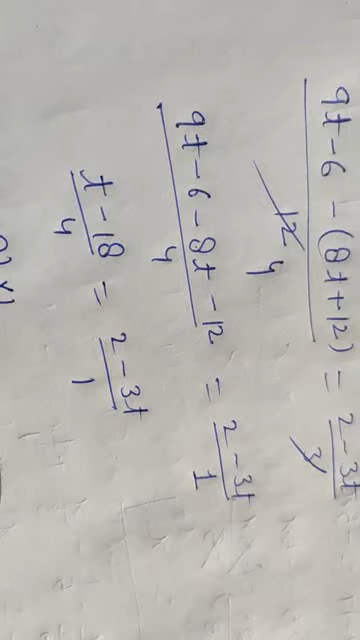 9t - 6 - (8t + 12) / 12 4 = 2 - 3t / 3
9t - 6 - 8t - 12 / 4 = 2 - 3t / 1
t - 18 / 4 = 2 - 3t / 1